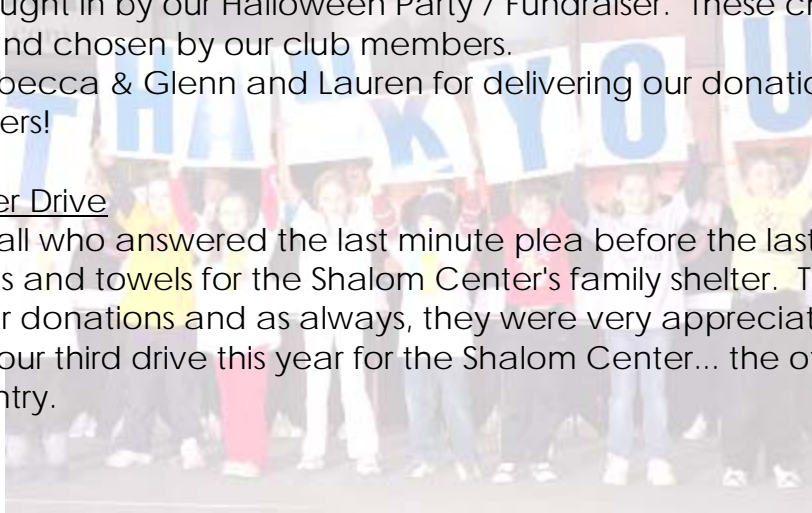 ught in by our Halloween Party / Fundraiser. These ch
nd chosen by our club members.
becca & Glenn and Lauren for delivering our donatio
ers!
THANK YOU
er Drive
all who answered the last minute plea before the last
s and towels for the Shalom Center's family shelter. T
r donations and as always, they were very appreciat
our third drive this year for the Shalom Center... the o
ntry.